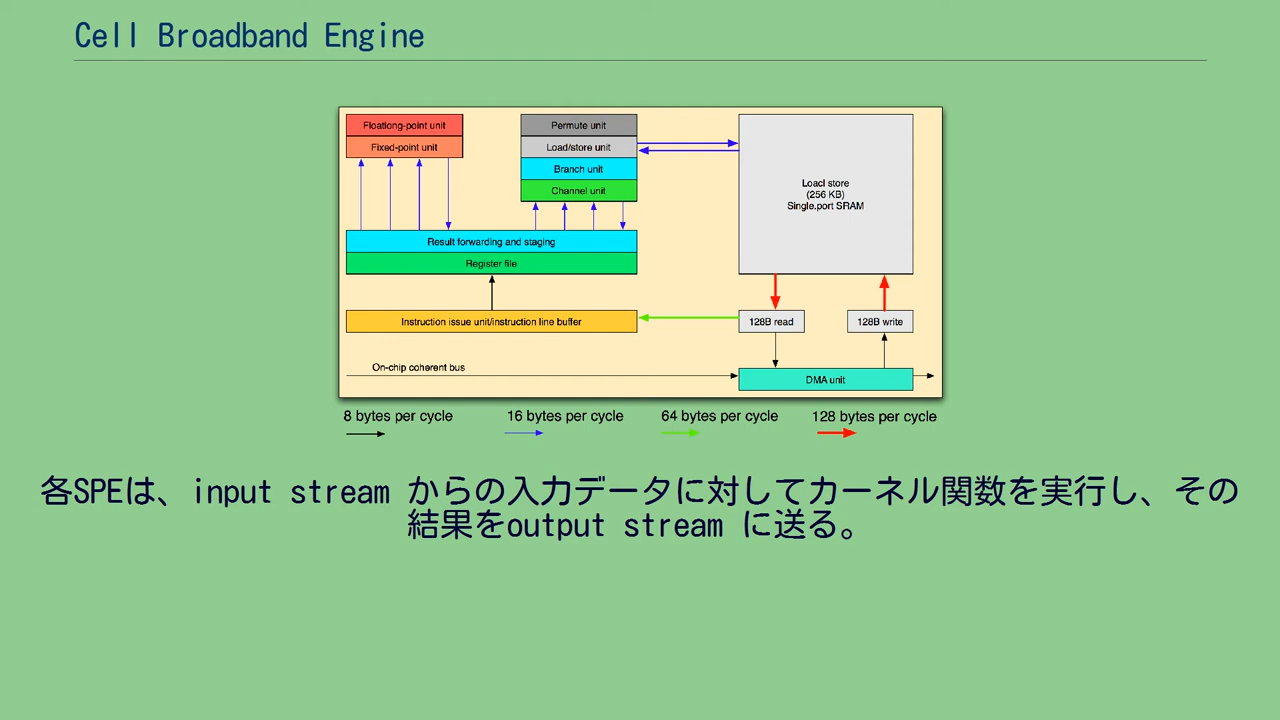 Cell Broadband Engine
Floationg-point unit
Fixed-point unit
Permute unit
Load/store unit
Branch unit
Channel unit
Loacl store
(256 KB)
Single.port SRAM
Result forwarding and staging
Register file
Instruction issue unit/instruction line buffer
128B read
128B write
On-chip coherent bus
DMA unit
8 bytes per cycle
16 bytes per cycle
64 bytes per cycle
128 bytes per cycle
各SPEは、input stream からの入力データに対してカーネル関数を実行し、その
結果をoutput stream に送る。